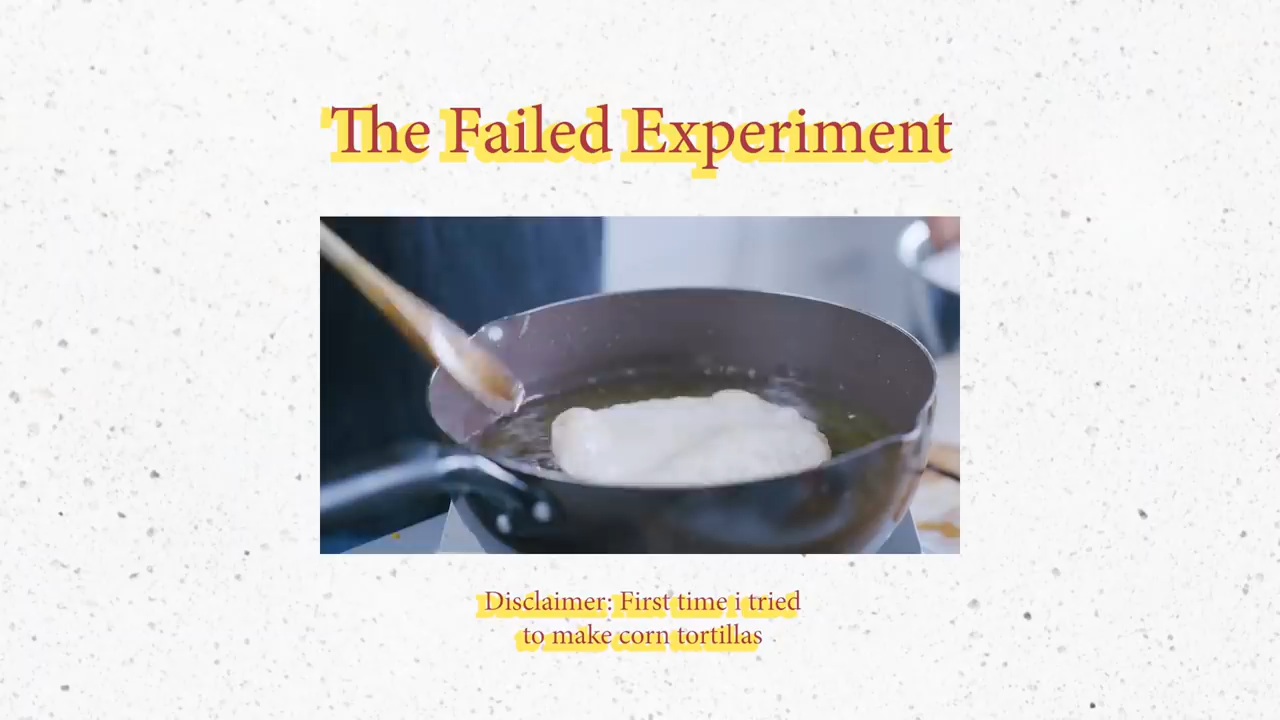 The Failed Experiment
Disclaimer: First time i tried
to make corn tortillas